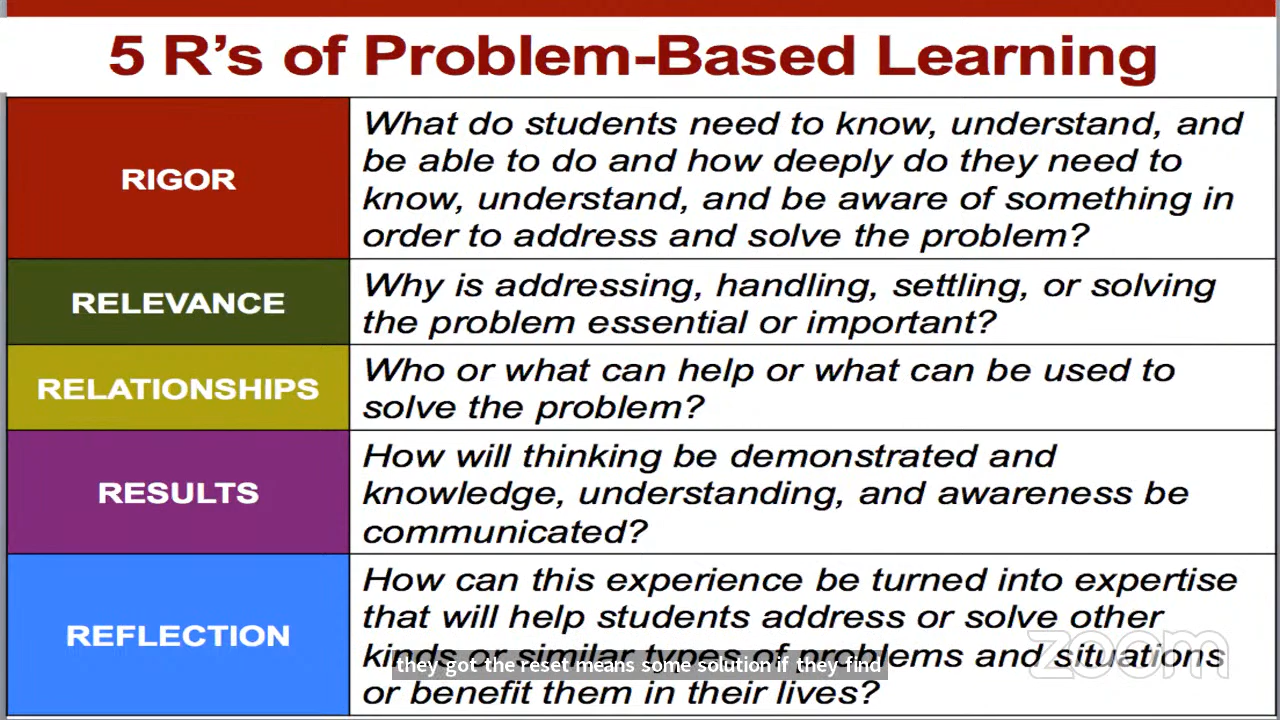 5 R’s of Problem-Based Learning
RIGOR
What do students need to know, understand, and
be able to do and how deeply do they need to
know, understand, and be aware of something in
order to address and solve the problem?
RELEVANCE
Why is addressing, handling, settling, or solving
the problem essential or important?
RELATIONSHIPS
Who or what can help or what can be used to
solve the problem?
RESULTS
How will thinking be demonstrated and
knowledge, understanding, and awareness be
communicated?
REFLECTION
How can this experience be turned into expertise
that will help students address or solve other
kinds or similar types of problems and situations
or benefit them in their lives?
they got the reset means some solution if they find
zoom